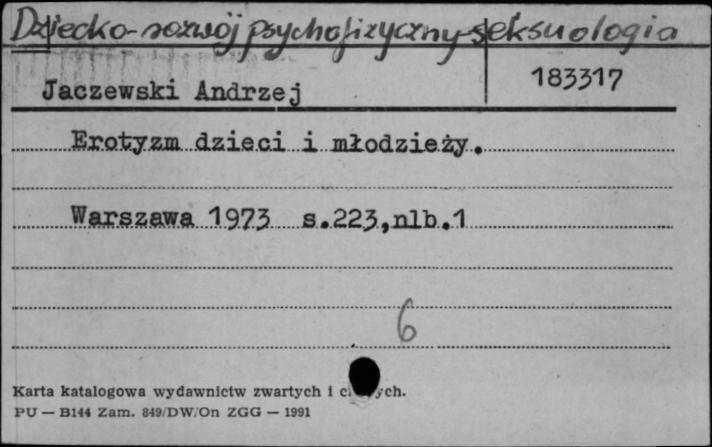 Dziecko-rozwój psychofizyczny-seksuologia
Jaczewski Andrzej
183317
Erotyzm dzieci i młodzieży.
Warszawa 1973 s.223,nlb.1
6
Karta katalogowa wydawnictw zwartych i
PU — B144 Zam. 849/DW/On ZGG — 1991